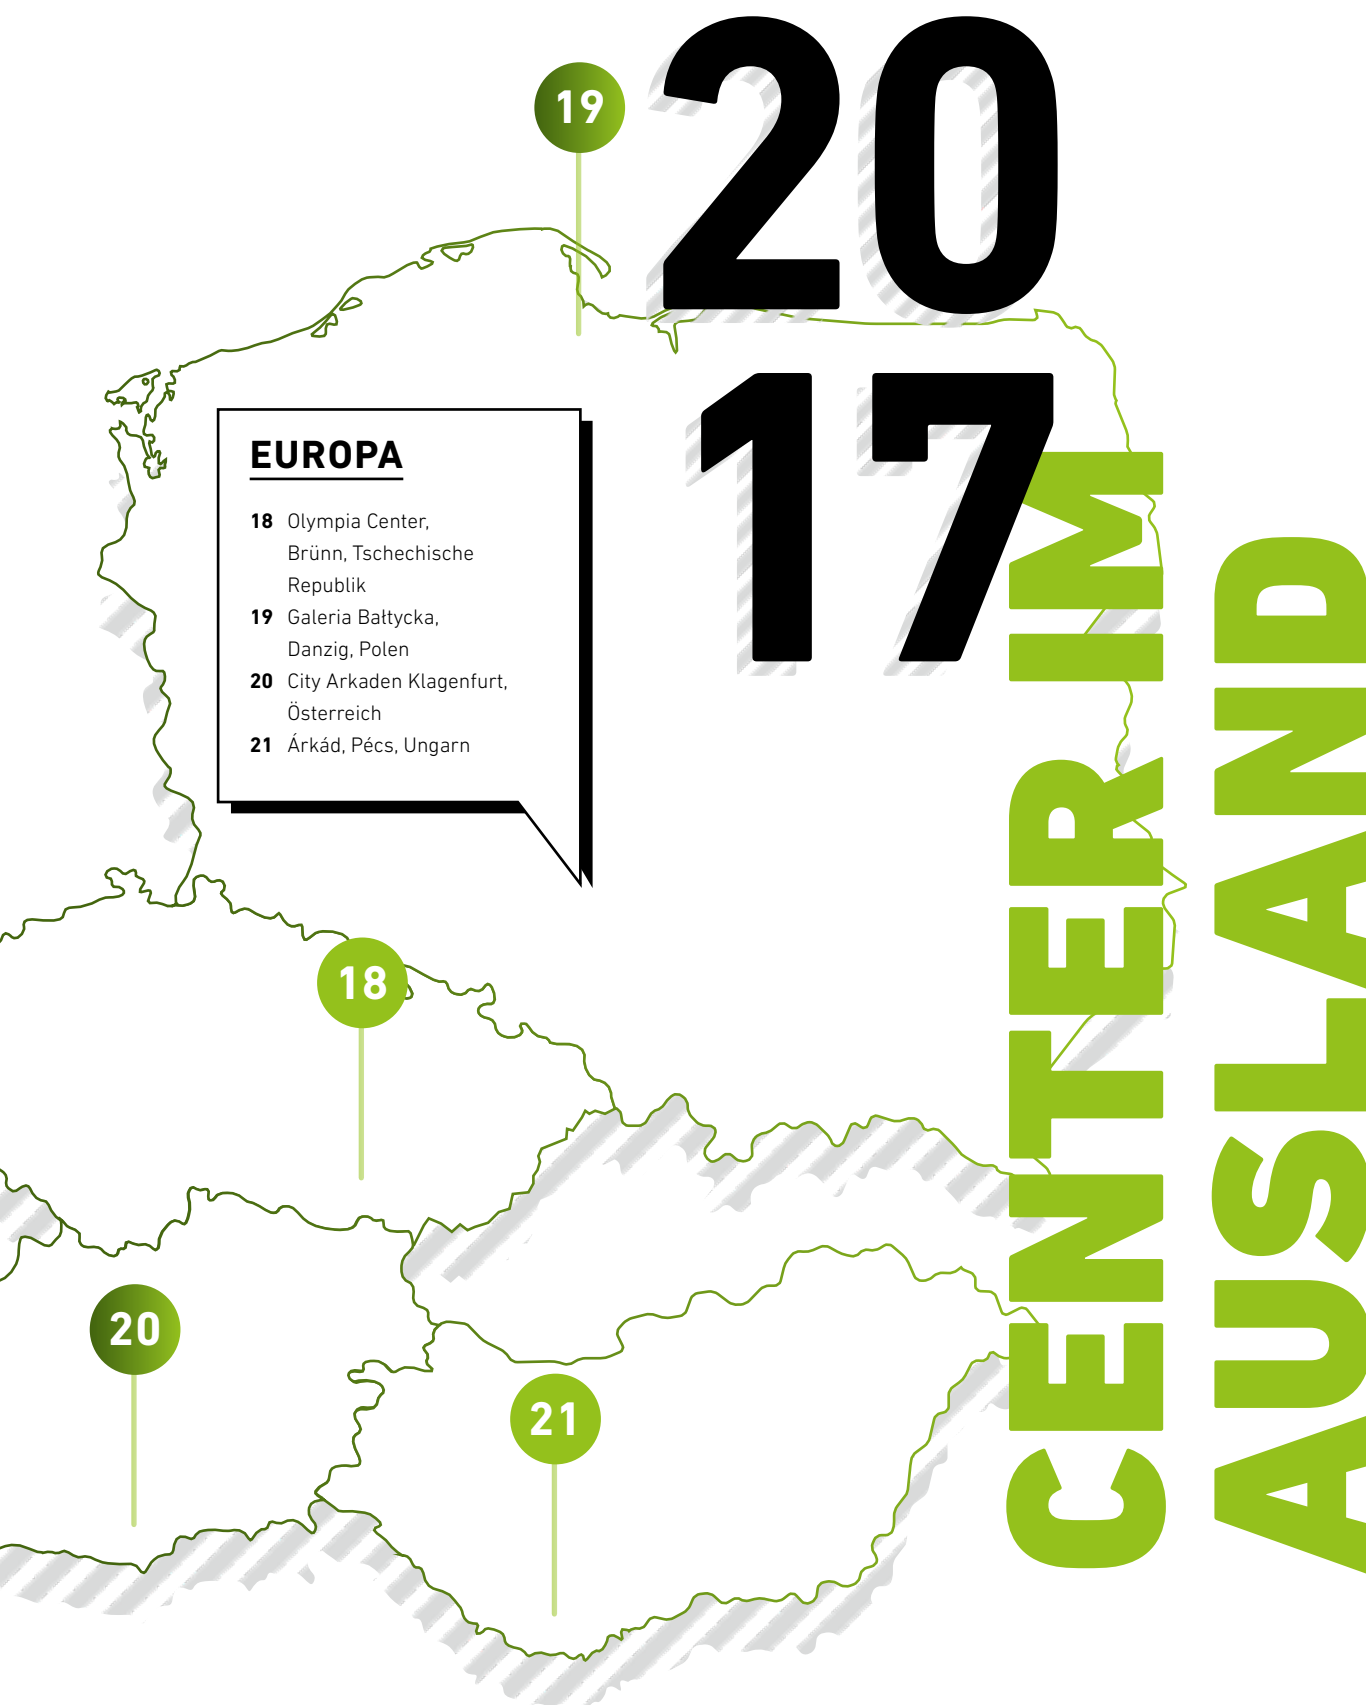 20
17
19
EUROPA
18 Olympia Center,
Brünn, Tschechische
Republik
19 Galeria Bałtycka,
Danzig, Polen
20 City Arkaden Klagenfurt,
Österreich
21 Árkád, Pécs, Ungarn
18
20
21
CENTER IM
AUSLAND